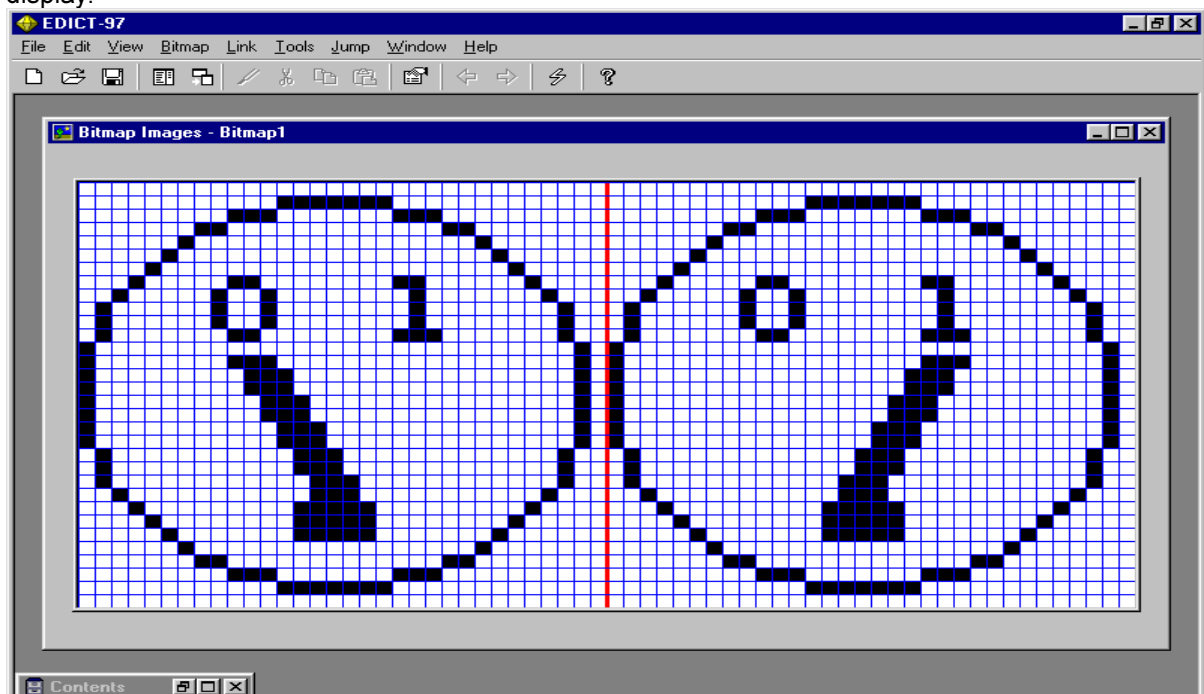 display.
EDICT-97
File Edit View Bitmap Link Tools Jump Window Help
Bitmap Images - Bitmap1
0 1 0 1
Contents